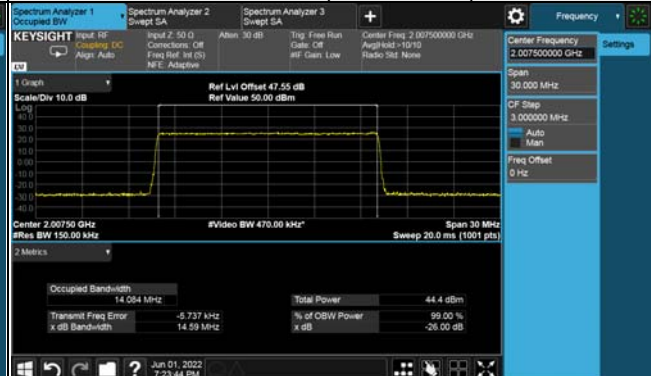 Spectrum Analyzer 1
Occupied BW
Spectrum Analyzer 2
Swept SA
Spectrum Analyzer 3
Swept SA
+
Frequency
KEYSIGHT
Input: RF
Coupling: DC
Align: Auto
Input Z: 50 Ω
Corrections: Off
Freq Ref: Int (S)
NFE: Adaptive
Atten: 30 dB
Trig: Free Run
Gate: Off
#IF Gain: Low
Center Freq: 2.007500000 GHz
Avg|Hold:>10/10
Radio Std: None
LXI
Center Frequency
2.007500000 GHz
Settings
Span
30.000 MHz
CF Step
3.000000 MHz
Auto
Man
Freq Offset
0 Hz
1 Graph
Scale/Div 10.0 dB
Ref Lvl Offset 47.55 dB
Ref Value 50.00 dBm
Log
40.0
30.0
20.0
10.0
0.00
-10.0
-20.0
-30.0
-40.0
Center 2.00750 GHz
#Res BW 150.00 kHz
#Video BW 470.00 kHz*
Span 30 MHz
Sweep 20.0 ms (1001 pts)
2 Metrics
Occupied Bandwidth
14.084 MHz
Total Power 44.4 dBm
Transmit Freq Error -5.737 kHz
% of OBW Power 99.00 %
x dB Bandwidth 14.59 MHz
x dB -26.00 dB
?
Jun 01, 2022
7:23:44 PM